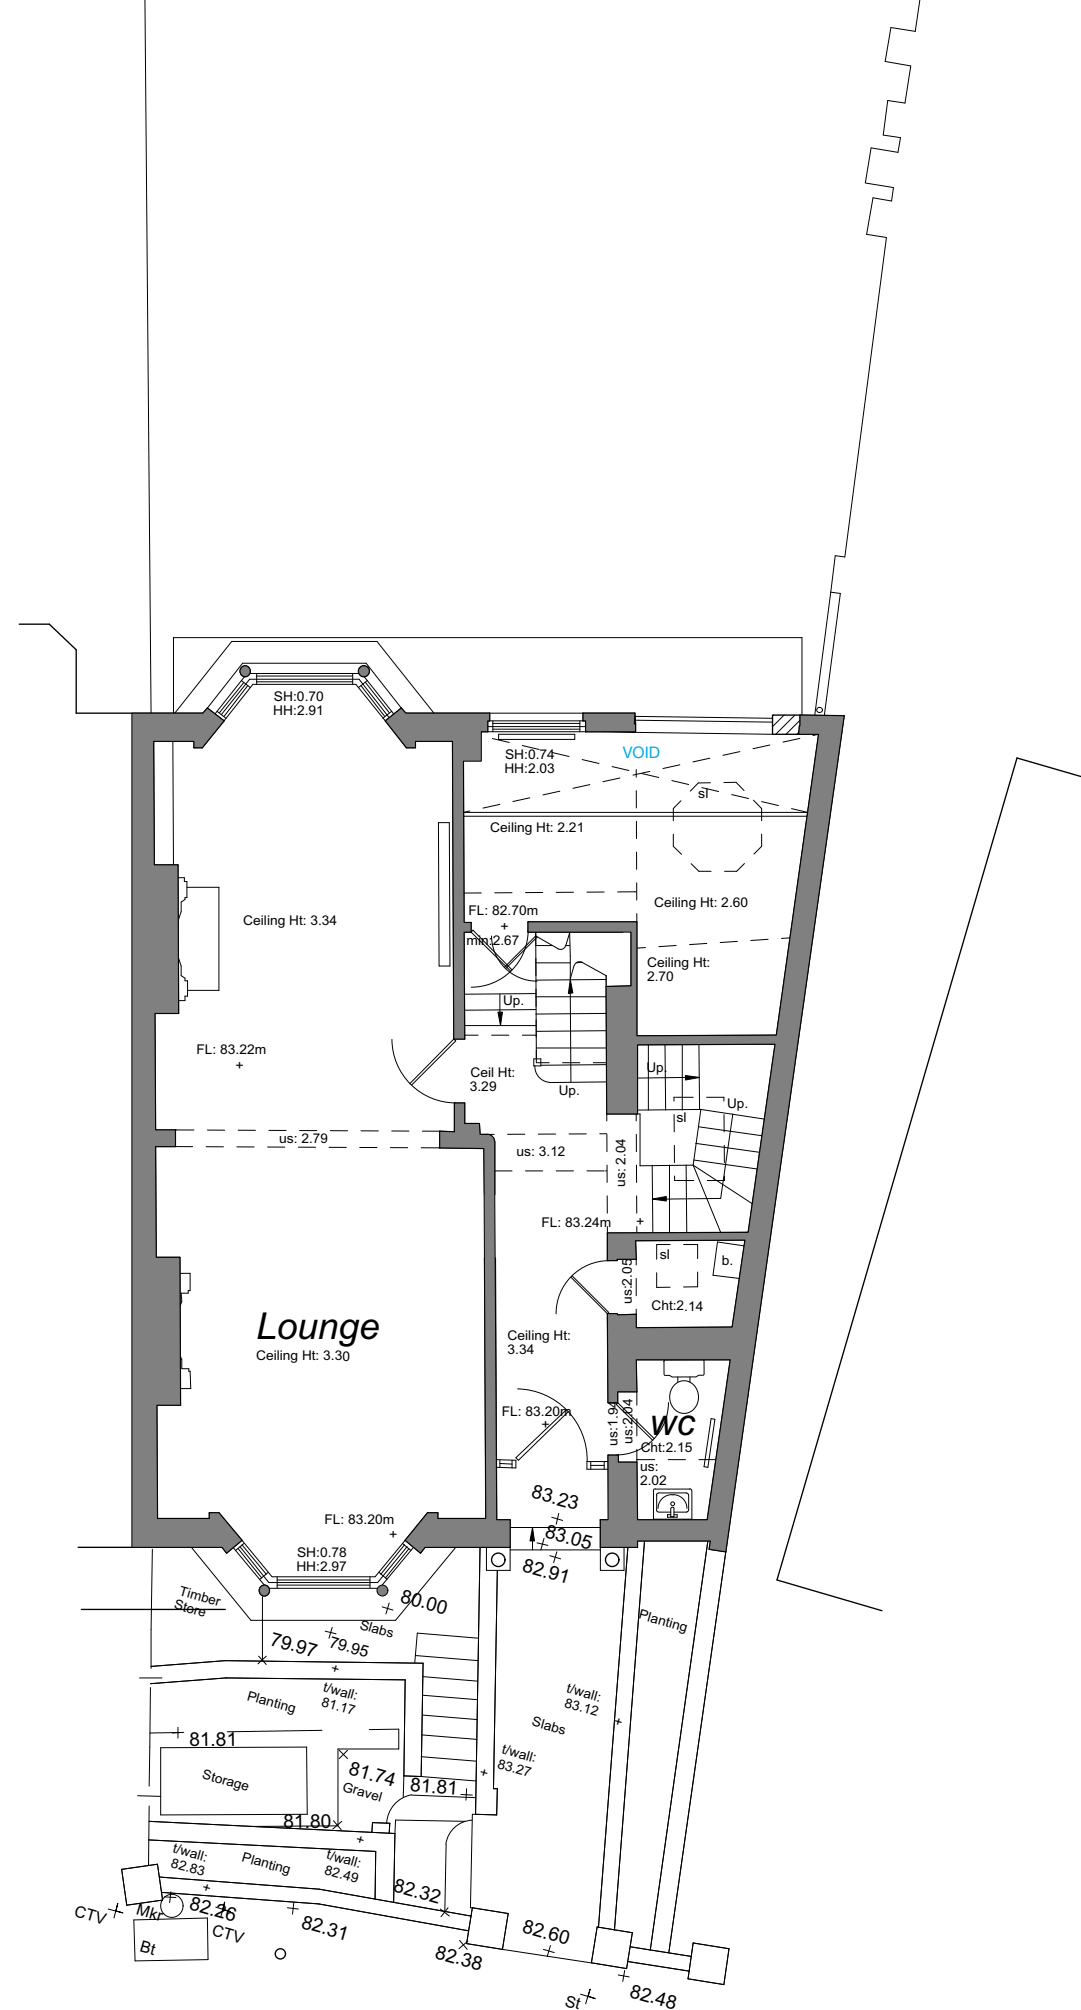 SH:0.70
HH:2.91
SH:0.74
HH:2.03
VOID
sl
Ceiling Ht: 2.21
Ceiling Ht: 2.60
FL: 82.70m
min:2.67
Ceiling Ht: 3.34
Ceiling Ht:
2.70
Up.
FL: 83.22m
Ceil Ht:
3.29
Up.
Up.
Up.
sl
us: 2.79
us: 3.12
us: 2.04
FL: 83.24m
sl
b.
us:2.05
Cht:2.14
Lounge
Ceiling Ht: 3.30
Ceiling Ht:
3.34
FL: 83.20m
us:1.94
us:2.04
wc
Cht:2.15
us:
2.02
83.23
FL: 83.20m
83.05
SH:0.78
HH:2.97
82.91
Timber
Store
80.00
Slabs
79.97
79.95
Planting
Planting
t/wall:
81.17
t/wall:
83.12
Slabs
81.81
t/wall:
83.27
Storage
81.74
Gravel
81.81
81.80
t/wall:
82.83
Planting
t/wall:
82.49
82.32
CTV
Mkr
82.26
CTV
82.31
Bt
82.60
82.38
St
82.48